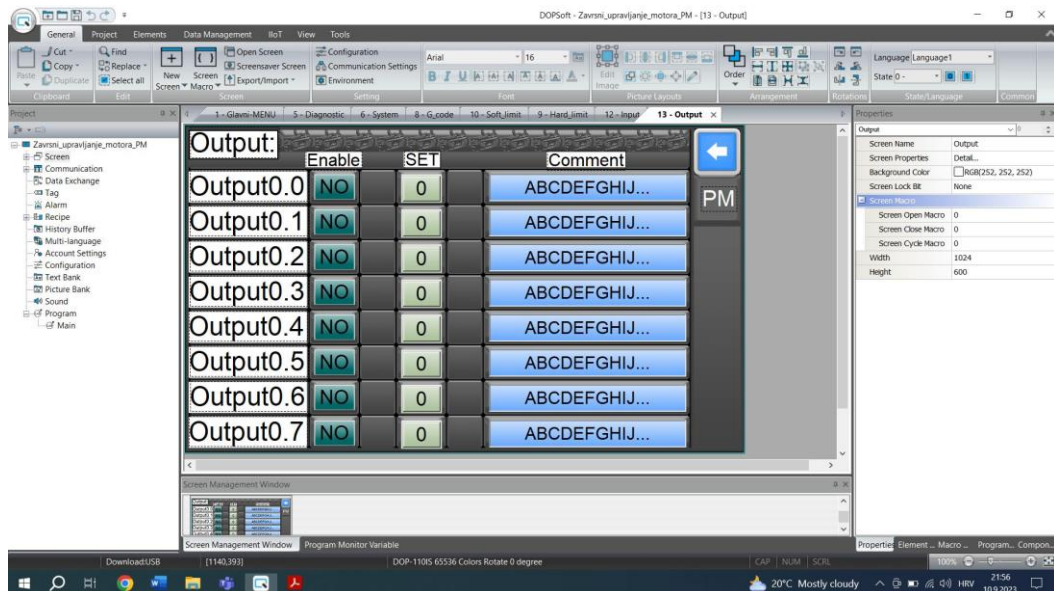 DOPSoft - Zavrsni_upravljanje_motora_PM - [13 - Output]
General Project Elements Data Management IIoT View Tools
Cut Copy Duplicate Paste Clipboard
Find Replace Select all Edit
New Screen Screen Macro Open Screen Screensaver Screen Export/Import Screen
Configuration Communication Settings Environment Setting
Arial 16 Font
Edit Image Picture Layouts
Order Arrangement
Rotations
Language Language1
State 0 -
State/Language
Common
Project
Zavrsni_upravljanje_motora_PM
Screen
Communication
Data Exchange
Tag
Alarm
Recipe
History Buffer
Multi-language
Account Settings
Configuration
Text Bank
Picture Bank
Sound
Program
Main
1 - Glavni-MENU 5 - Diagnostic 6 - System 8 - G_code 10 - Soft_limit 9 - Hard_limit 12 - Input 13 - Output
Output:
Enable SET Comment
PM
Output0.0 NO 0 ABCDEFGHIJ...
Output0.1 NO 0 ABCDEFGHIJ...
Output0.2 NO 0 ABCDEFGHIJ...
Output0.3 NO 0 ABCDEFGHIJ...
Output0.4 NO 0 ABCDEFGHIJ...
Output0.5 NO 0 ABCDEFGHIJ...
Output0.6 NO 0 ABCDEFGHIJ...
Output0.7 NO 0 ABCDEFGHIJ...
Properties
Output
Screen Name Output
Screen Properties Detail...
Background Color RGB(252, 252, 252)
Screen Lock Bit None
Screen Macro
Screen Open Macro 0
Screen Close Macro 0
Screen Cycle Macro 0
Width 1024
Height 600
Screen Management Window
Screen Management Window Program Monitor Variable
Properties Element ... Macro ... Program... Compon...
Download:USB [1140,393] DOP-110IS 65536 Colors Rotate 0 degree CAP NUM SCRL 100%
20°C Mostly cloudy HRV 21:56
10.9.2023.